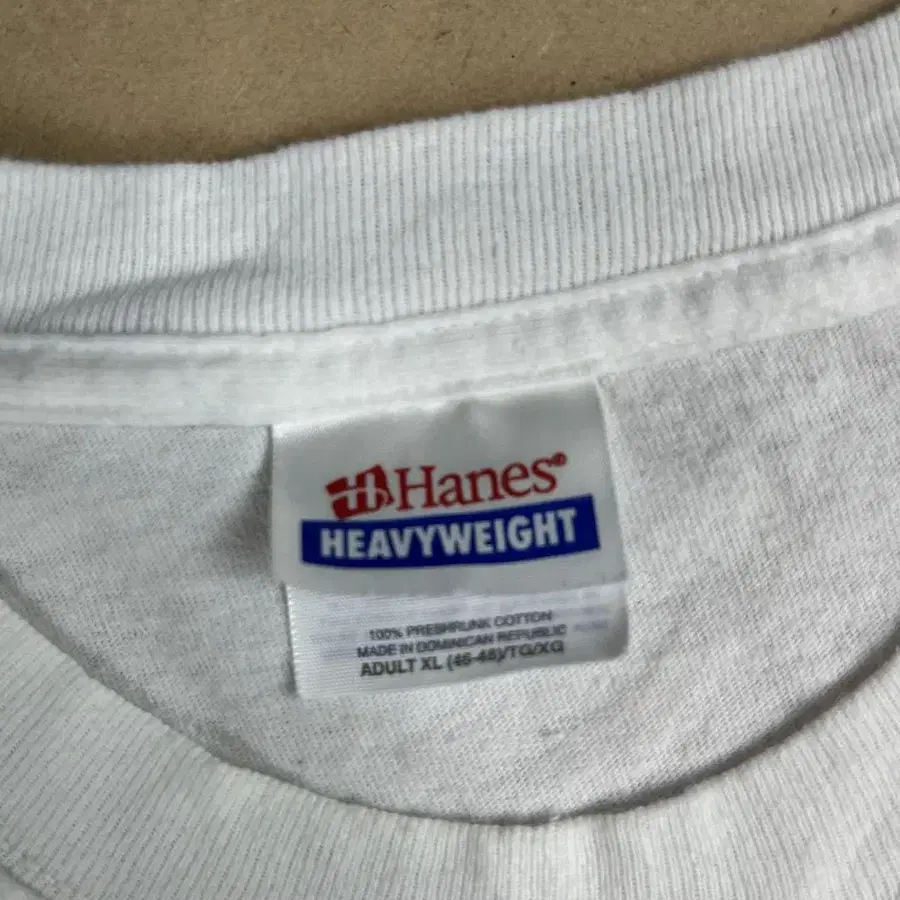 Hanes®
HEAVYWEIGHT
100% PRESHRUNK COTTON
MADE IN DOMINICAN REPUBLIC
ADULT XL (46-48)/TG/XG